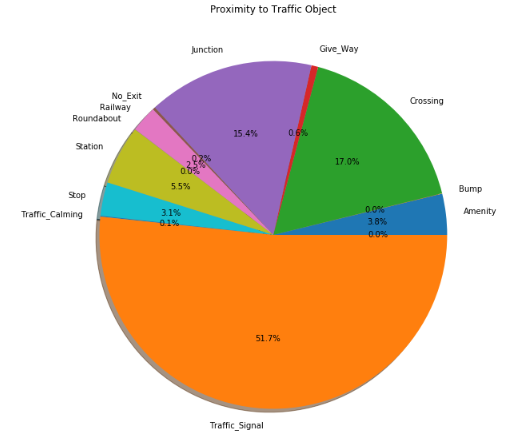 Proximity to Traffic Object
Junction
Give_Way
No_Exit
Railway
Roundabout
Crossing
Station
Stop
Traffic_Calming
Bump
Amenity
Traffic_Signal
15.4%
0.6%
17.0%
0.2%
2.5%
0.0%
5.5%
3.1%
0.1%
0.0%
3.8%
0.0%
51.7%